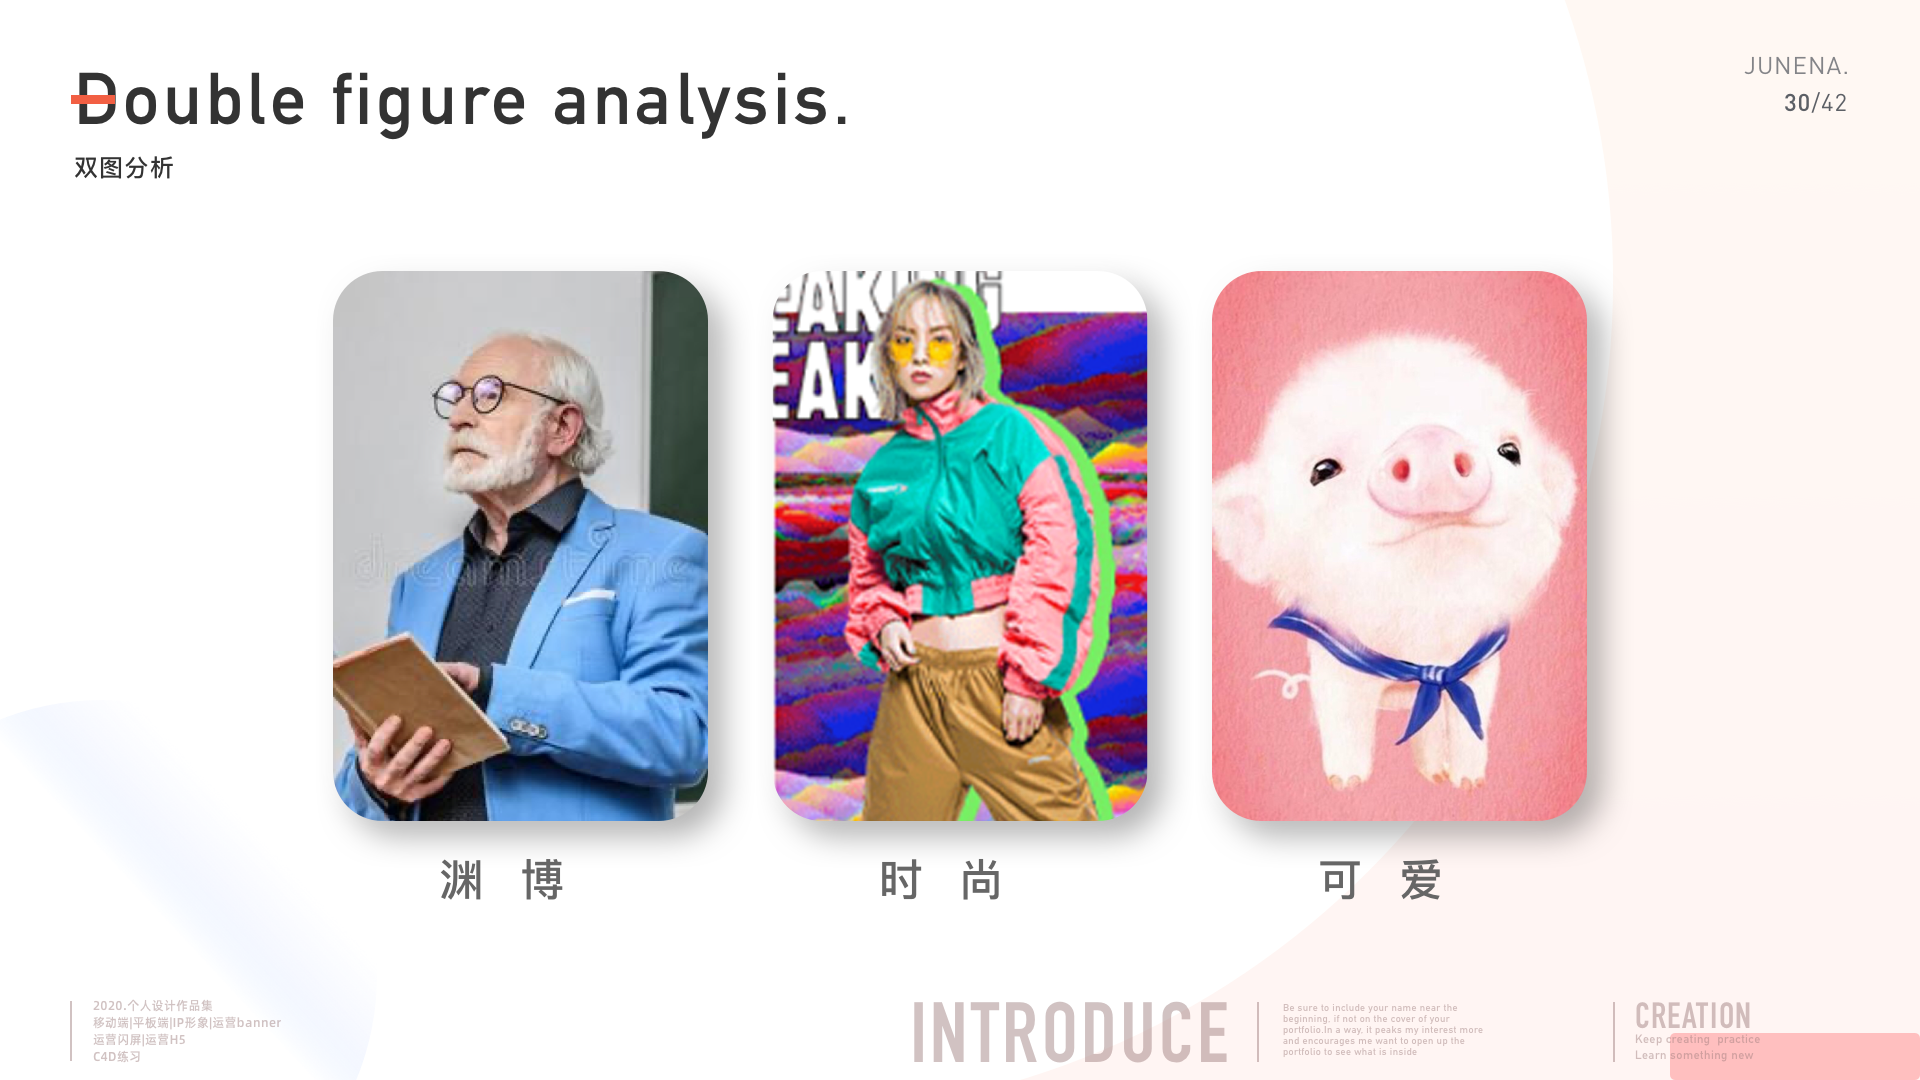 Double figure analysis.
双图分析
JUNENA.
30/42
EAK
dreamstime
渊 博
时 尚
可 爱
2020.个人设计作品集
移动端|平板端|IP形象|运营banner
运营闪屏|运营H5
C4D练习
INTRODUCE
Be sure to include your name near the
beginning, if not on the cover of your
portfolio.In a way, it peaks my interest more
and encourages me want to open up the
portfolio to see what is inside
CREATION
Keep creating practice
Learn something new